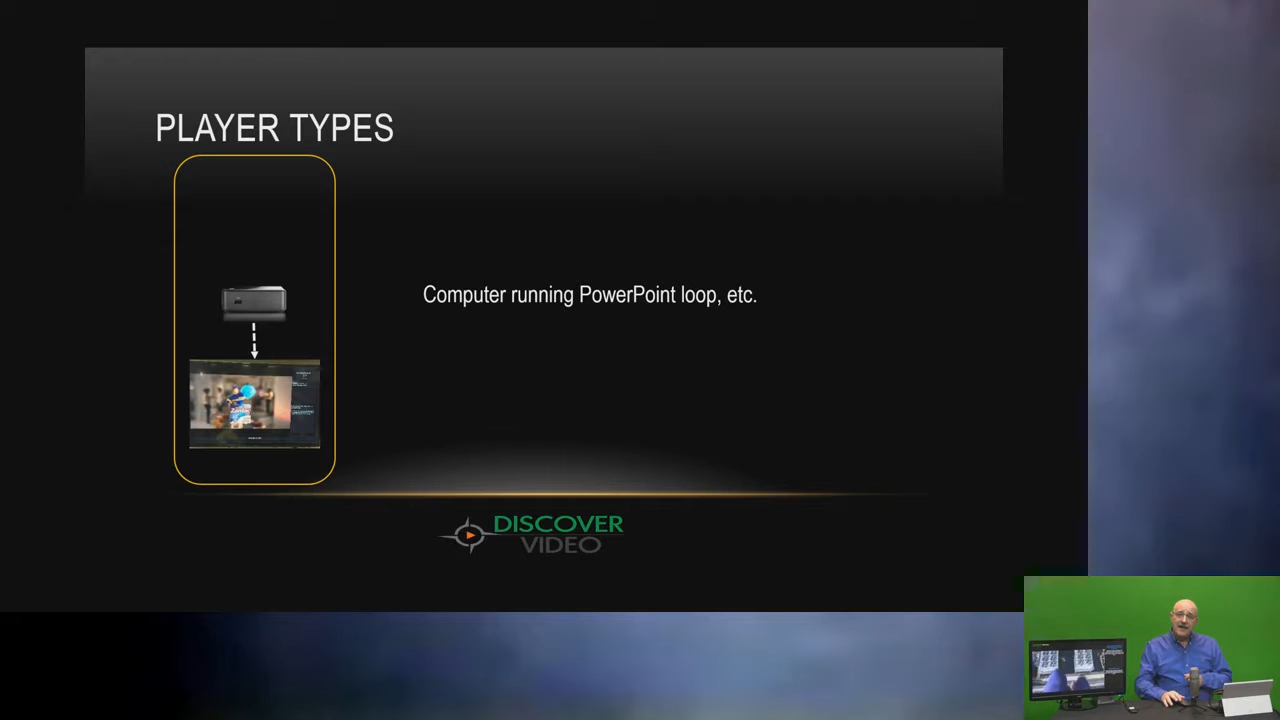 PLAYER TYPES
Computer running PowerPoint loop, etc.
DISCOVER
VIDEO